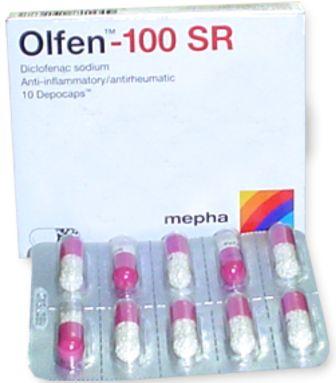 Olfen™-100 SR
Diclofenac sodium
Anti-inflammatory/antirheumatic
10 Depocaps™
mepha